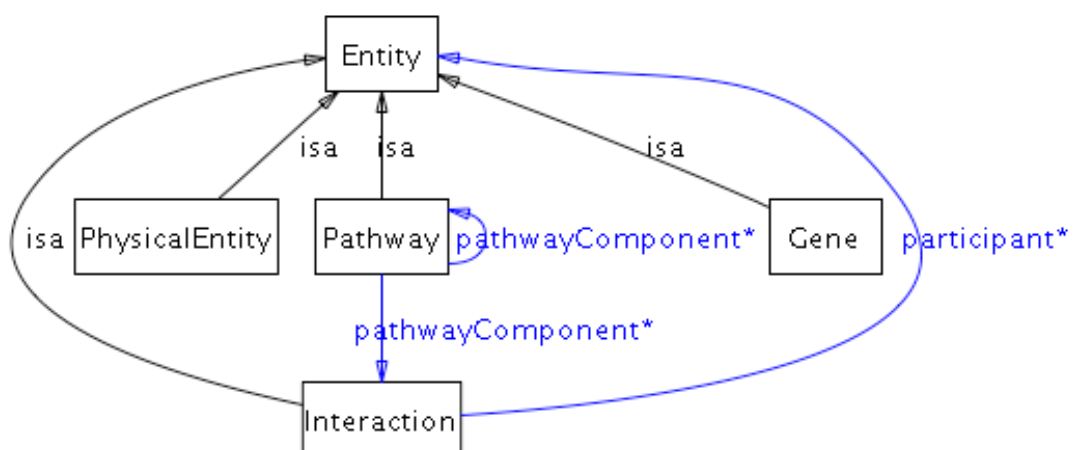 Entity
isa
isa
isa
isa
PhysicalEntity
Pathway
pathwayComponent*
Gene
participant*
pathwayComponent*
Interaction